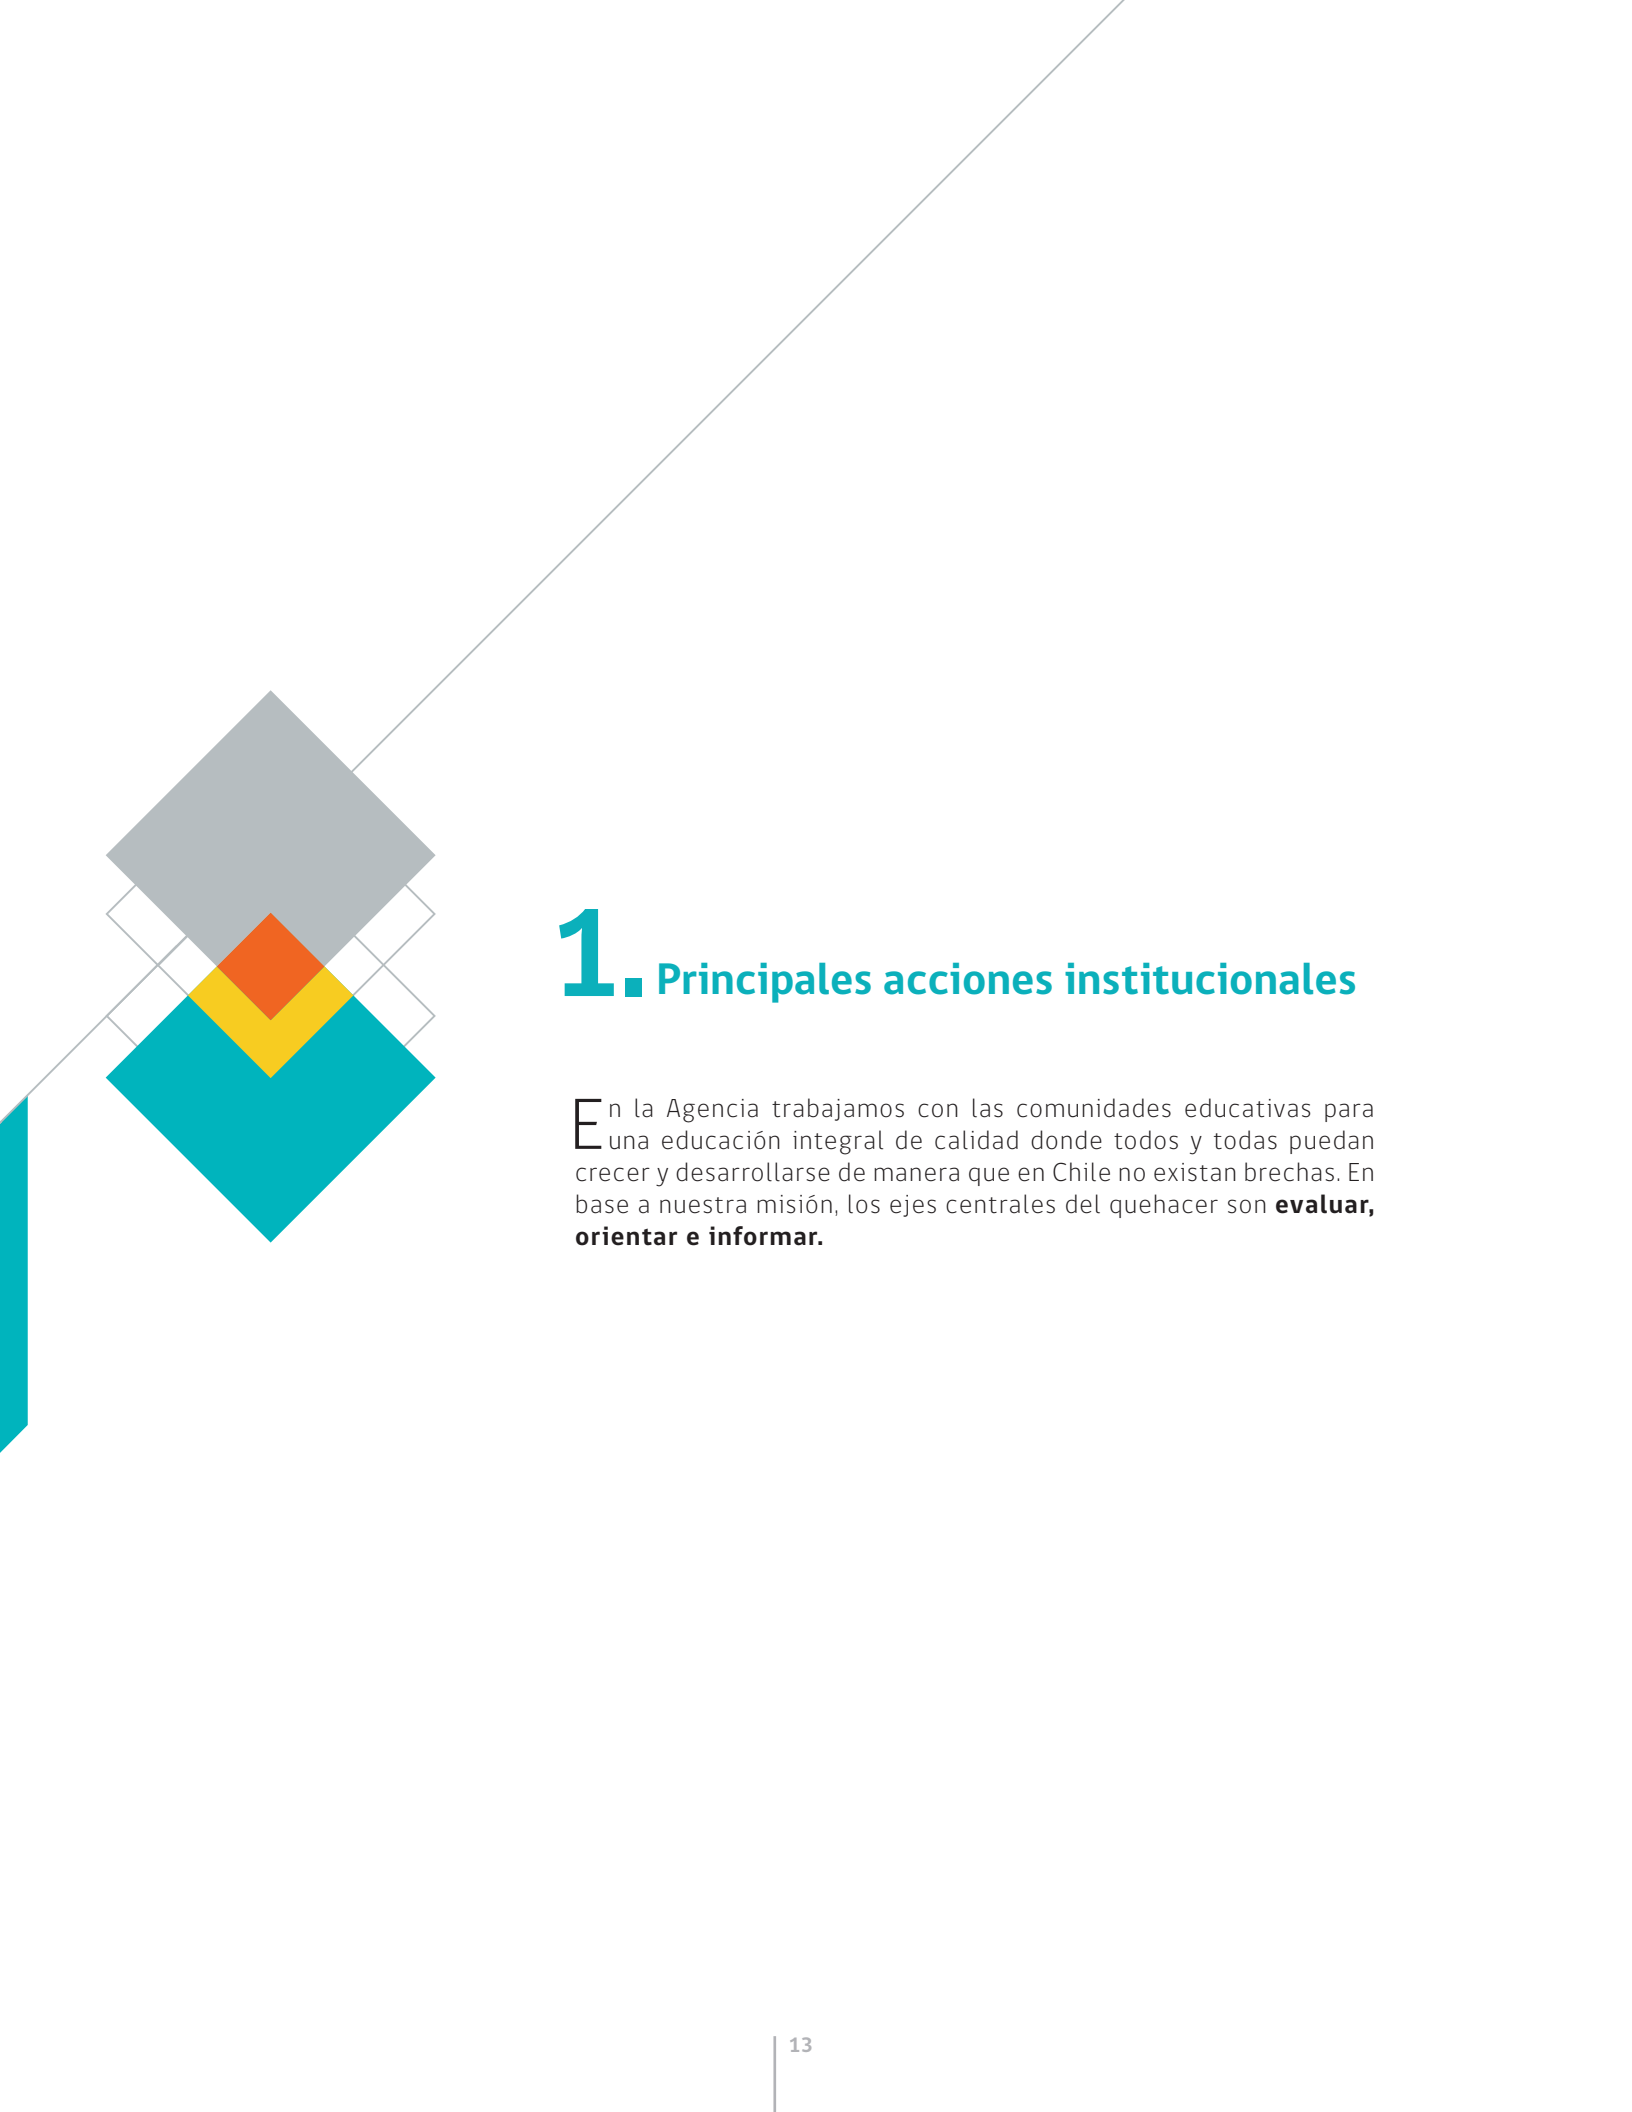 1. Principales acciones institucionales
En la Agencia trabajamos con las comunidades educativas para
una educación integral de calidad donde todos y todas puedan
crecer y desarrollarse de manera que en Chile no existan brechas. En
base a nuestra misión, los ejes centrales del quehacer son evaluar,
orientar e informar.
13